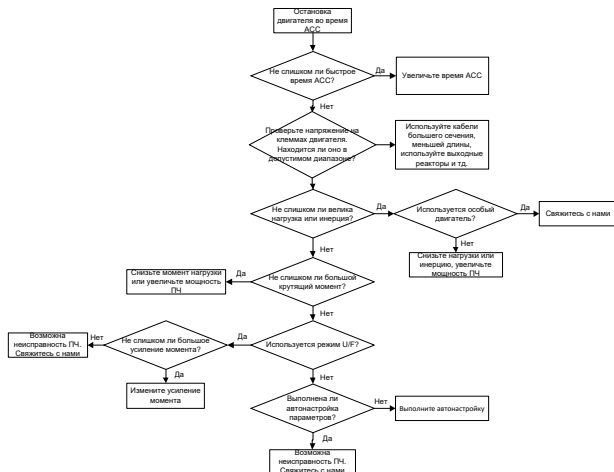 Остановка
двигателя во время
АСС
Не слишком ли быстрое
время АСС?
Да
Увеличьте время АСС
Нет
Проверьте напряжение на
клеммах двигателя.
Находится ли оно в
допустимом диапазоне?
Используйте кабели
большего сечения,
меньшей длины,
используйте выходные
реакторы и тд.
Нет
Не слишком ли велика
нагрузка или инерция?
Да
Используется особый
двигатель?
Да
Свяжитесь с нами
Нет
Снизить нагрузки или
инерцию, увеличьте
мощность ПЧ
Нет
Не слишком ли большой
крутящий момент?
Да
Снизьте момент нагрузки
или увеличьте мощность
ПЧ
Нет
Используется режим U/F?
Да
Не слишком ли большое
усиление момента?
Нет
Возможна
неисправность ПЧ.
Свяжитесь с нами
Да
Измените усиление
момента
Нет
Выполнена ли
автонастройка
параметров?
Нет
Выполните автонастройку
Да
Возможна
неисправность ПЧ.
Свяжитесь с нами